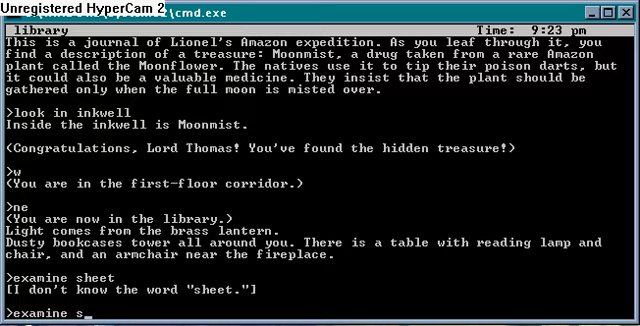 Unregistered HyperCam 2
\cmd.exe
library Time: 9:23 pm
This is a journal of Lionel's Amazon expedition. As you leaf through it, you
find a description of a treasure: Moonmist, a drug taken from a rare Amazon
plant called the Moonflower. The natives use it to tip their poison darts, but
it could also be a valuable medicine. They insist that the plant should be
gathered only when the full moon is misted over.
>look in inkwell
Inside the inkwell is Moonmist.
(Congratulations, Lord Thomas! You've found the hidden treasure!)
>w
(You are in the first-floor corridor.)
>ne
(You are now in the library.)
Light comes from the brass lantern.
Dusty bookcases tower all around you. There is a table with reading lamp and
chair, and an armchair near the fireplace.
>examine sheet
[I don't know the word "sheet."]
>examine s_